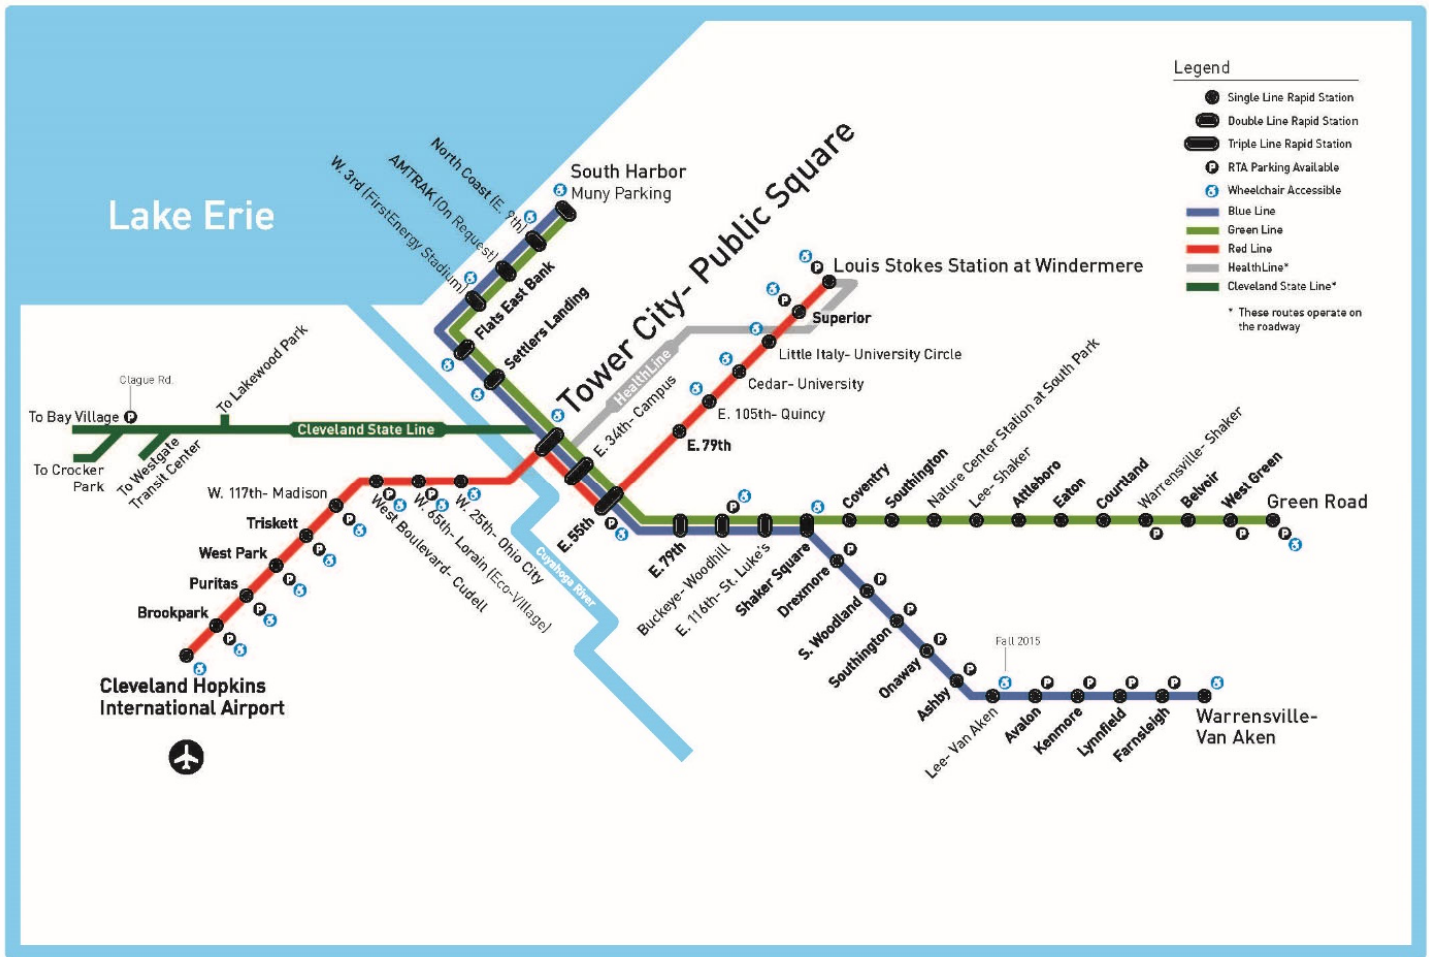 Legend
Single Line Rapid Station
Double Line Rapid Station
Triple Line Rapid Station
P RTA Parking Available
Wheelchair Accessible
Blue Line
Green Line
Red Line
HealthLine*
Cleveland State Line*
* These routes operate on
the roadway
Lake Erie
South Harbor
Muny Parking
North Coast (E. 9th)
AMTRAK (On Request)
W. 3rd (FirstEnergy Stadium)
Flats East Bank
Settlers Landing
Tower City- Public Square
HealthLine
E. 34th- Campus
E. 55th
Louis Stokes Station at Windermere
Superior
Little Italy- University Circle
Cedar- University
E. 105th- Quincy
E. 79th
Clague Rd.
To Bay Village
To Lakewood Park
Cleveland State Line
To Crocker
Park
To Westgate
Transit Center
W. 117th- Madison
Triskett
West Park
Puritas
Brookpark
Cleveland Hopkins
International Airport
West Boulevard- Cudell
W. 65th- Lorain (Eco-Village)
W. 25th- Ohio City
Cuyahoga River
E. 79th
Buckeye- Woodhill
E. 116th- St. Luke's
Shaker Square
Coventry
Southington
Nature Center Station at South Park
Lee- Shaker
Attleboro
Eaton
Courtland
Warrensville- Shaker
Belvoir
West Green
Green Road
Drexmore
S. Woodland
Southington
Onaway
Ashby
Fall 2015
Lee- Van Aken
Avalon
Kenmore
Lynnfield
Farnsleigh
Warrensville-
Van Aken